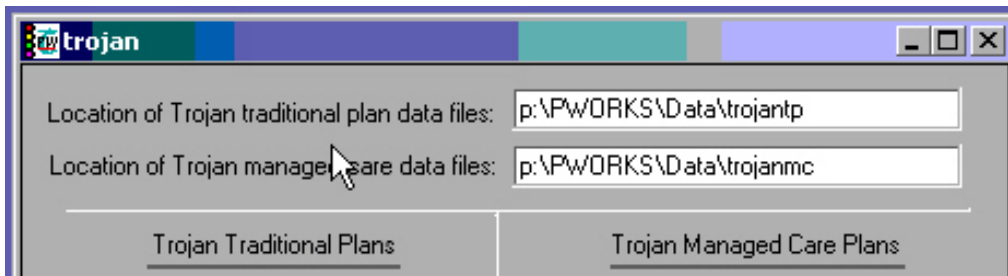 trojan
Location of Trojan traditional plan data files: p:\PWORKS\Data\trojantp
Location of Trojan managed care data files: p:\PWORKS\Data\trojanmc
Trojan Traditional Plans
Trojan Managed Care Plans